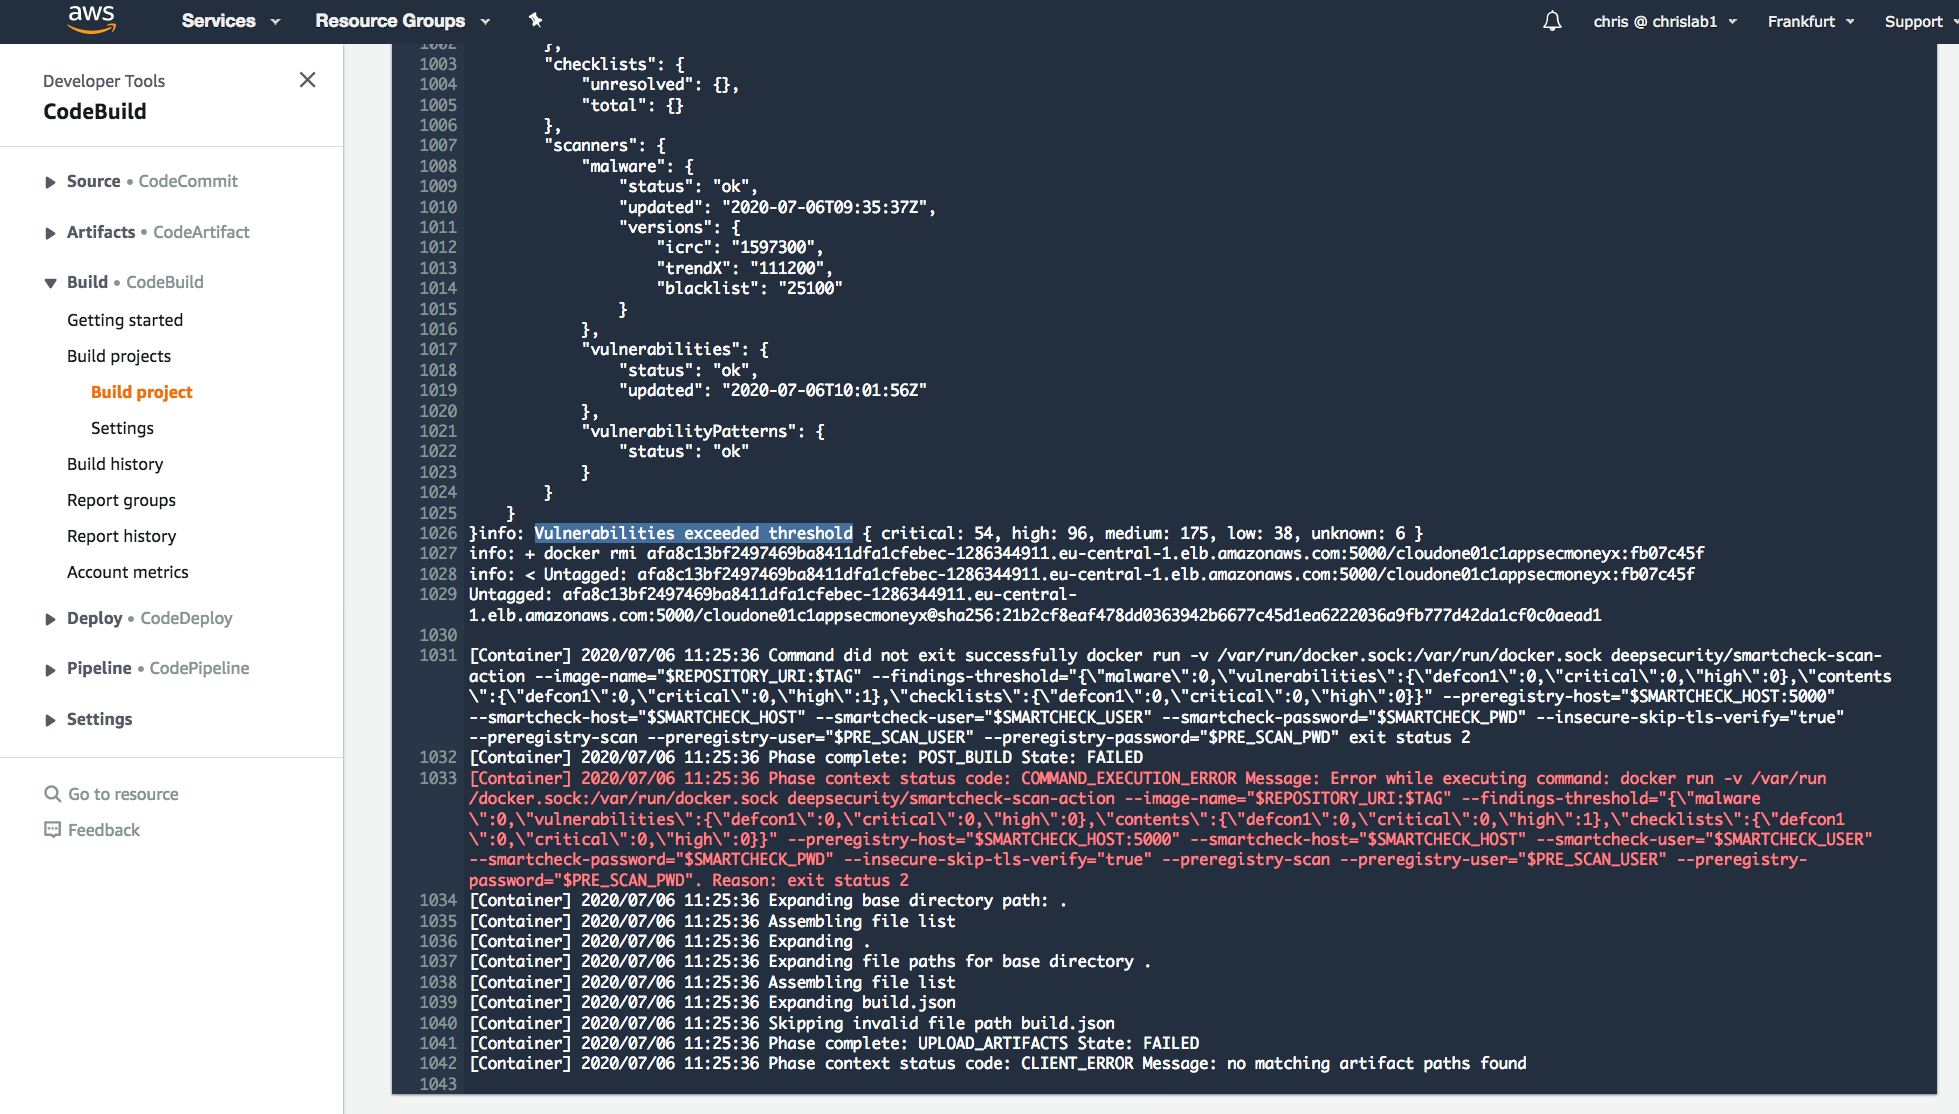 aws Services Resource Groups chris @ chrislab1 Frankfurt Support
Developer Tools
CodeBuild
Source • CodeCommit
Artifacts • CodeArtifact
Build • CodeBuild
Getting started
Build projects
Build project
Settings
Build history
Report groups
Report history
Account metrics
Deploy • CodeDeploy
Pipeline • CodePipeline
Settings
Go to resource
Feedback
1002 },
1003 "checklists": {
1004 "unresolved": {},
1005 "total": {}
1006 },
1007 "scanners": {
1008 "malware": {
1009 "status": "ok",
1010 "updated": "2020-07-06T09:35:37Z",
1011 "versions": {
1012 "icrc": "1597300",
1013 "trendX": "111200",
1014 "blacklist": "25100"
1015 }
1016 },
1017 "vulnerabilities": {
1018 "status": "ok",
1019 "updated": "2020-07-06T10:01:56Z"
1020 },
1021 "vulnerabilityPatterns": {
1022 "status": "ok"
1023 }
1024 }
1025 }
1026 }info: Vulnerabilities exceeded threshold { critical: 54, high: 96, medium: 175, low: 38, unknown: 6 }
1027 info: + docker rmi afa8c13bf2497469ba8411dfa1cfebec-1286344911.eu-central-1.elb.amazonaws.com:5000/cloudone01c1appsecmoneyx:fb07c45f
1028 info: < Untagged: afa8c13bf2497469ba8411dfa1cfebec-1286344911.eu-central-1.elb.amazonaws.com:5000/cloudone01c1appsecmoneyx:fb07c45f
1029 Untagged: afa8c13bf2497469ba8411dfa1cfebec-1286344911.eu-central-
1.elb.amazonaws.com:5000/cloudone01c1appsecmoneyx@sha256:21b2cf8eaf478dd0363942b6677c45d1ea6222036a9fb777d42da1cf0c0aead1
1030
1031 [Container] 2020/07/06 11:25:36 Command did not exit successfully docker run -v /var/run/docker.sock:/var/run/docker.sock deepsecurity/smartcheck-scan-
action --image-name="$REPOSITORY_URI:$TAG" --findings-threshold="{\"malware\":0,\"vulnerabilities\":{\"defcon1\":0,\"critical\":0,\"high\":0},\"contents
\":{\"defcon1\":0,\"critical\":0,\"high\":1},\"checklists\":{\"defcon1\":0,\"critical\":0,\"high\":0}}" --preregistry-host="$SMARTCHECK_HOST:5000"
--smartcheck-host="$SMARTCHECK_HOST" --smartcheck-user="$SMARTCHECK_USER" --smartcheck-password="$SMARTCHECK_PWD" --insecure-skip-tls-verify="true"
--preregistry-scan --preregistry-user="$PRE_SCAN_USER" --preregistry-password="$PRE_SCAN_PWD" exit status 2
1032 [Container] 2020/07/06 11:25:36 Phase complete: POST_BUILD State: FAILED
1033 [Container] 2020/07/06 11:25:36 Phase context status code: COMMAND_EXECUTION_ERROR Message: Error while executing command: docker run -v /var/run
/docker.sock:/var/run/docker.sock deepsecurity/smartcheck-scan-action --image-name="$REPOSITORY_URI:$TAG" --findings-threshold="{\"malware
\":0,\"vulnerabilities\":{\"defcon1\":0,\"critical\":0,\"high\":0},\"contents\":{\"defcon1\":0,\"critical\":0,\"high\":1},\"checklists\":{\"defcon1
\":0,\"critical\":0,\"high\":0}}" --preregistry-host="$SMARTCHECK_HOST:5000" --smartcheck-host="$SMARTCHECK_HOST" --smartcheck-user="$SMARTCHECK_USER"
--smartcheck-password="$SMARTCHECK_PWD" --insecure-skip-tls-verify="true" --preregistry-scan --preregistry-user="$PRE_SCAN_USER" --preregistry-
password="$PRE_SCAN_PWD". Reason: exit status 2
1034 [Container] 2020/07/06 11:25:36 Expanding base directory path: .
1035 [Container] 2020/07/06 11:25:36 Assembling file list
1036 [Container] 2020/07/06 11:25:36 Expanding .
1037 [Container] 2020/07/06 11:25:36 Expanding file paths for base directory .
1038 [Container] 2020/07/06 11:25:36 Assembling file list
1039 [Container] 2020/07/06 11:25:36 Expanding build.json
1040 [Container] 2020/07/06 11:25:36 Skipping invalid file path build.json
1041 [Container] 2020/07/06 11:25:36 Phase complete: UPLOAD_ARTIFACTS State: FAILED
1042 [Container] 2020/07/06 11:25:36 Phase context status code: CLIENT_ERROR Message: no matching artifact paths found
1043